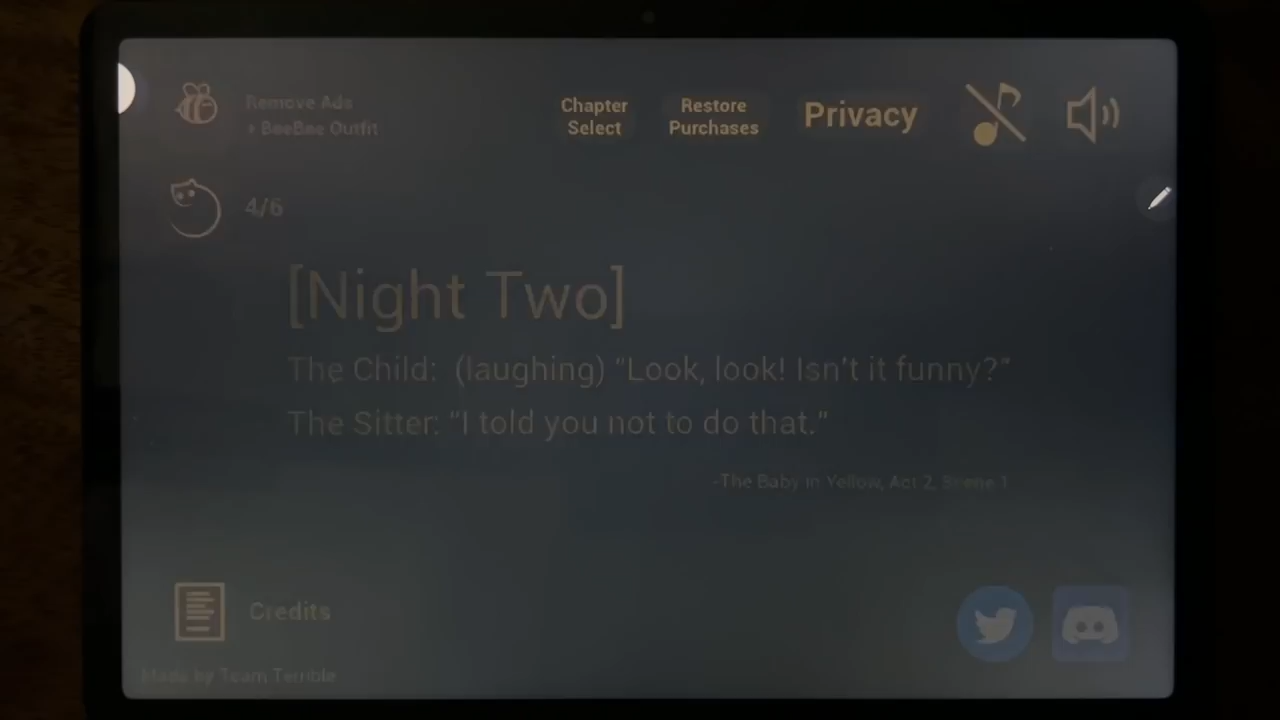 Remove Ads
+ BeeBee Outfit
Chapter
Select
Restore
Purchases
Privacy
4/6
[Night Two]
The Child: (laughing) “Look, look! Isn’t it funny?”
The Sitter: “I told you not to do that.”
-The Baby in Yellow, Act 2, Scene 1
Credits
Made by Team Terrible